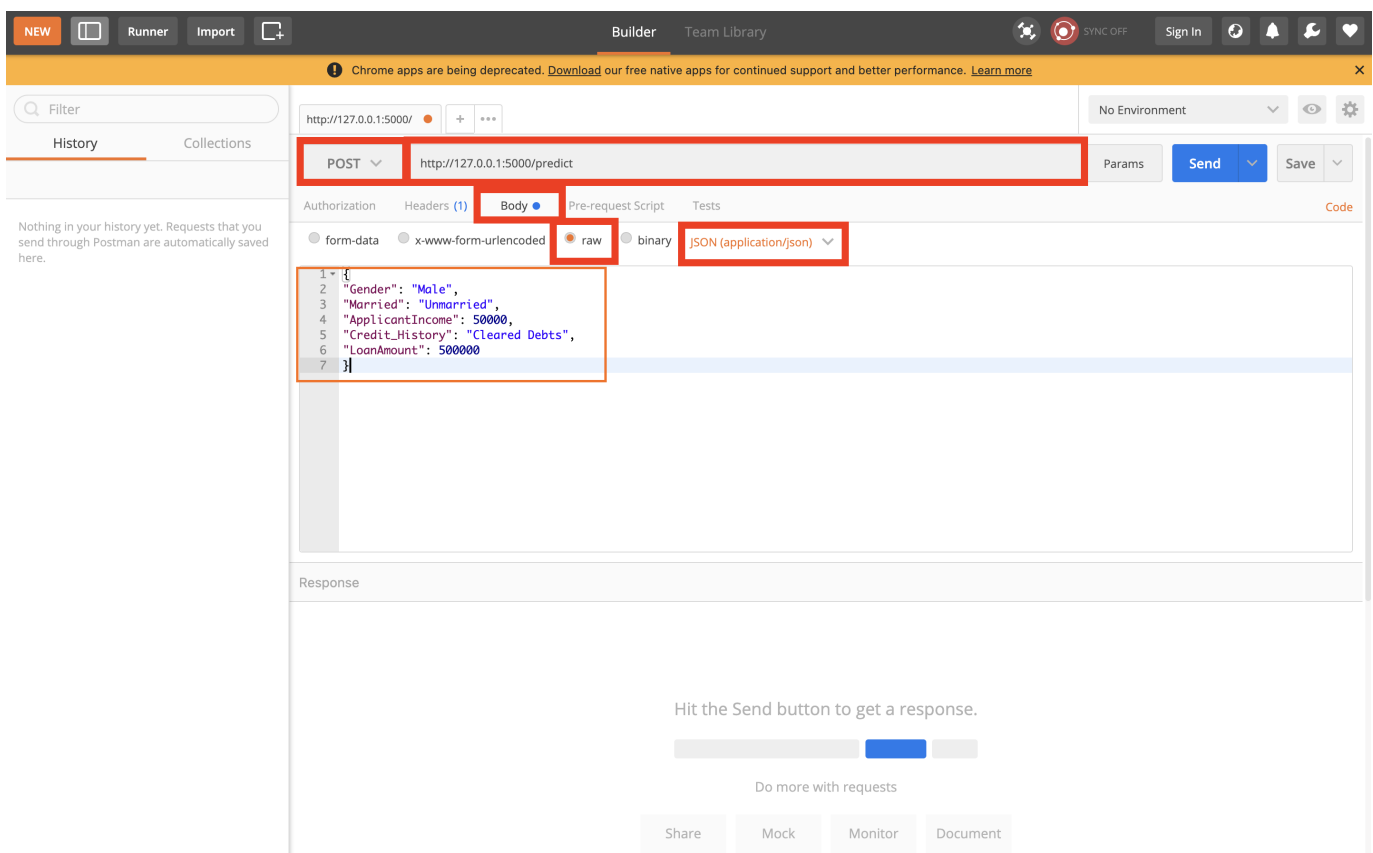 NEW Runner Import Builder Team Library SYNC OFF Sign In
! Chrome apps are being deprecated. Download our free native apps for continued support and better performance. Learn more ×
Filter
History Collections
Nothing in your history yet. Requests that you
send through Postman are automatically saved
here.
http://127.0.0.1:5000/ + •••
No Environment
POST http://127.0.0.1:5000/predict Params Send Save
Authorization Headers (1) Body Pre-request Script Tests Code
form-data x-www-form-urlencoded raw binary JSON (application/json)
1 {
2 "Gender": "Male",
3 "Married": "Unmarried",
4 "ApplicantIncome": 50000,
5 "Credit_History": "Cleared Debts",
6 "LoanAmount": 500000
7 }
Response
Hit the Send button to get a response.
Do more with requests
Share Mock Monitor Document